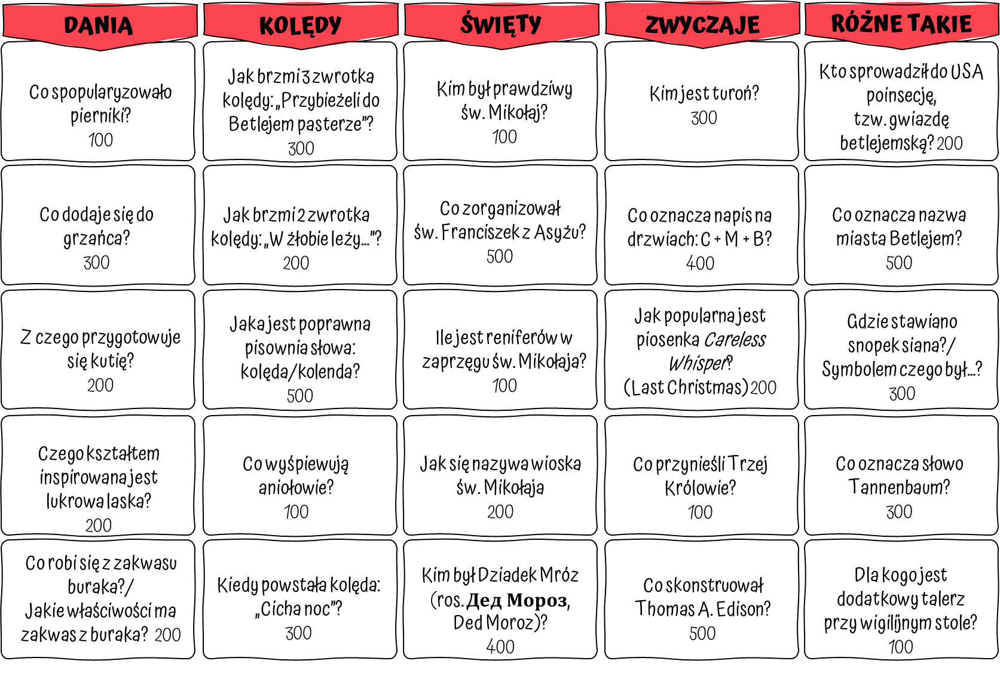 DANIA
KOLĘDY
ŚWIĘTY
ZWYCZAJE
RÓŻNE TAKIE
Co spopularyzowało
pierniki?
100
Jak brzmi 3 zwrotka
kolędy: „Przybieżeli do
Betlejem pasterze”?
300
Kim był prawdziwy
św. Mikołaj?
100
Kim jest turoń?
300
Kto sprowadził do USA
poinsecję,
tzw. gwiazdę
betlejemską? 200
Co dodaje się do
grzańca?
300
Jak brzmi 2 zwrotka
kolędy: „W żłobie leży...”?
200
Co zorganizował
św. Franciszek z Asyżu?
500
Co oznacza napis na
drzwiach: C + M + B?
400
Co oznacza nazwa
miasta Betlejem?
500
Z czego przygotowuje
się kutię?
200
Jaka jest poprawna
pisownia słowa:
kolęda/kolenda?
500
Ile jest reniferów w
zaprzęgu św. Mikołaja?
100
Jak popularna jest
piosenka Careless
Whisper?
(Last Christmas) 200
Gdzie stawiano
snopek siana?/
Symbolem czego był...?
300
Czego kształtem
inspirowana jest
lukrowa laska?
200
Co wyśpiewują
aniołowie?
100
Jak się nazywa wioska
św. Mikołaja
200
Co przynieśli Trzej
Królowie?
100
Co oznacza słowo
Tannenbaum?
300
Co robi się z zakwasu
buraka?/
Jakie właściwości ma
zakwas z buraka? 200
Kiedy powstała kolęda:
„Cicha noc”?
300
Kim był Dziadek Mróz
(ros. Дед Мороз,
Ded Moroz)?
400
Co skonstruował
Thomas A. Edison?
500
Dla kogo jest
dodatkowy talerz
przy wigilijnym stole?
100